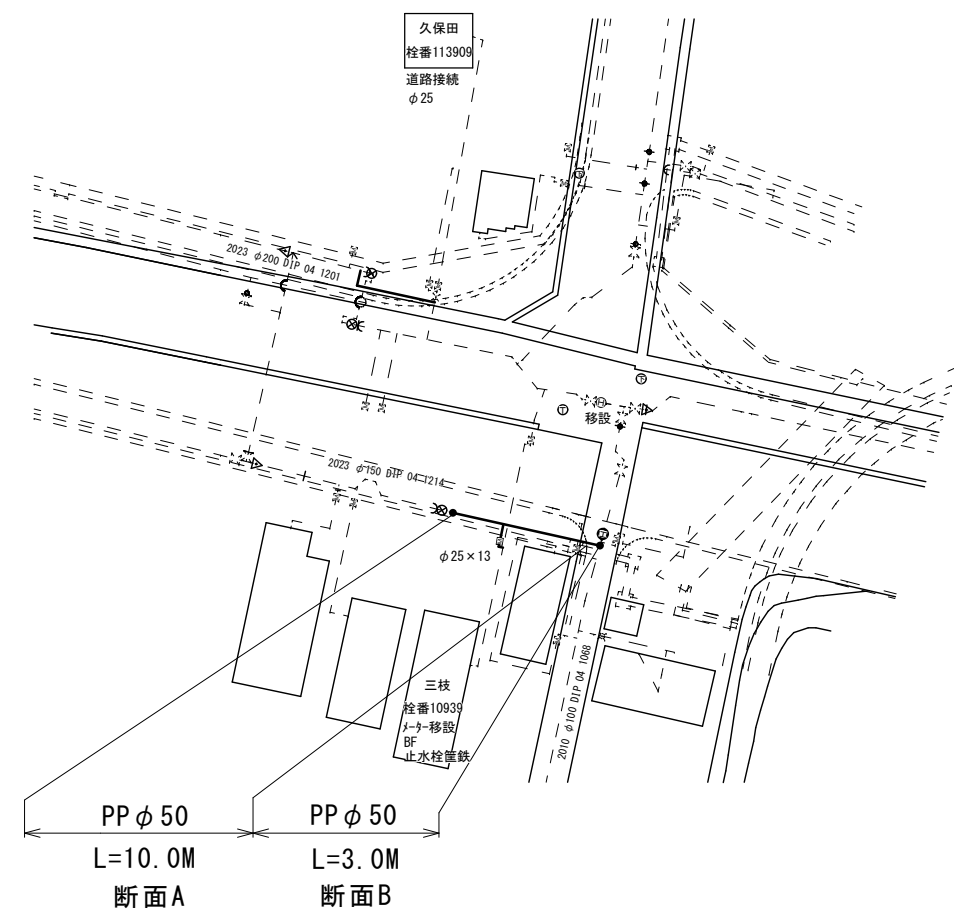 久保田
栓番113909
道路接続
φ25
2023 φ200 DIP 04 1201
下
移設
2023 φ150 DIP 04 1214
φ25×13
2010 φ100 DIP 04 1068
三枝
栓番10939
メーター移設
BF
止水栓筐鉄
PPφ50
L=10.0M
断面A
PPφ50
L=3.0M
断面B